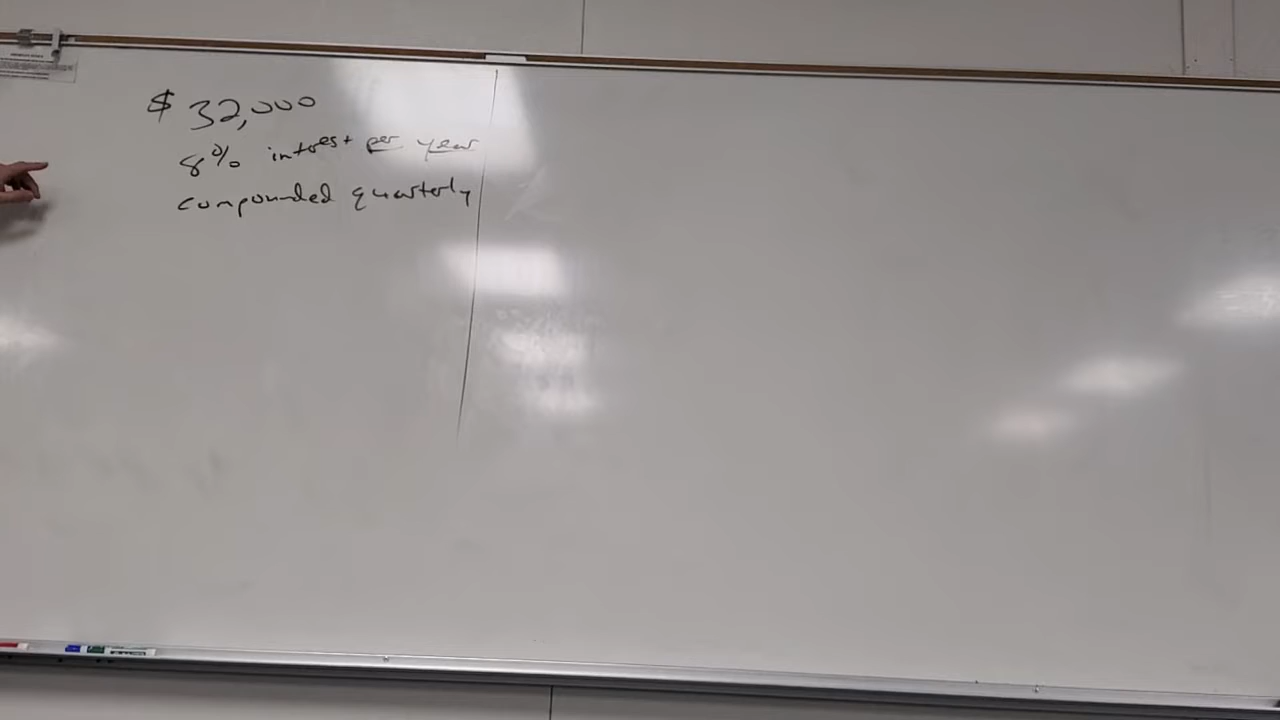 $ 32,000
8% interest per year
compounded quarterly